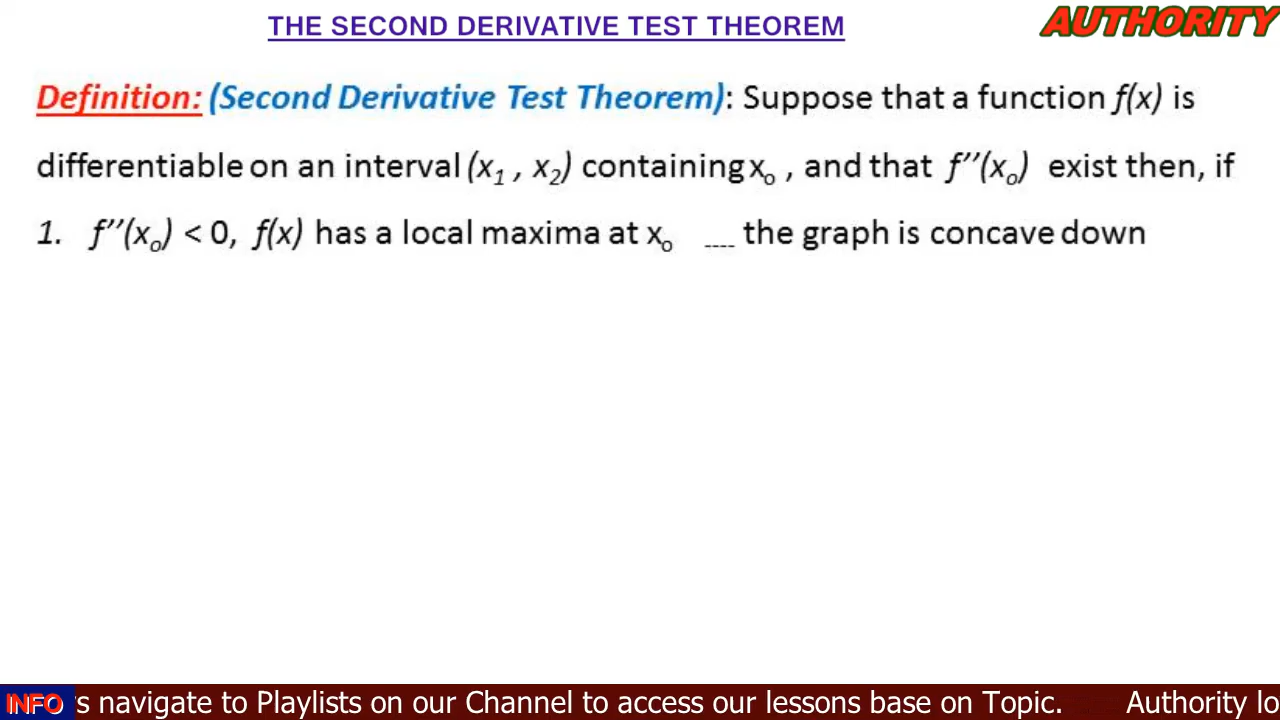 THE SECOND DERIVATIVE TEST THEOREM
AUTHORITY
Definition: (Second Derivative Test Theorem): Suppose that a function f(x) is
differentiable on an interval (x₁ , x₂) containing xₒ , and that f’’(xₒ) exist then, if
1. f’’(xₒ) < 0, f(x) has a local maxima at xₒ ---- the graph is concave down
INFO
navigate to Playlists on our Channel to access our lessons base on Topic. Authority